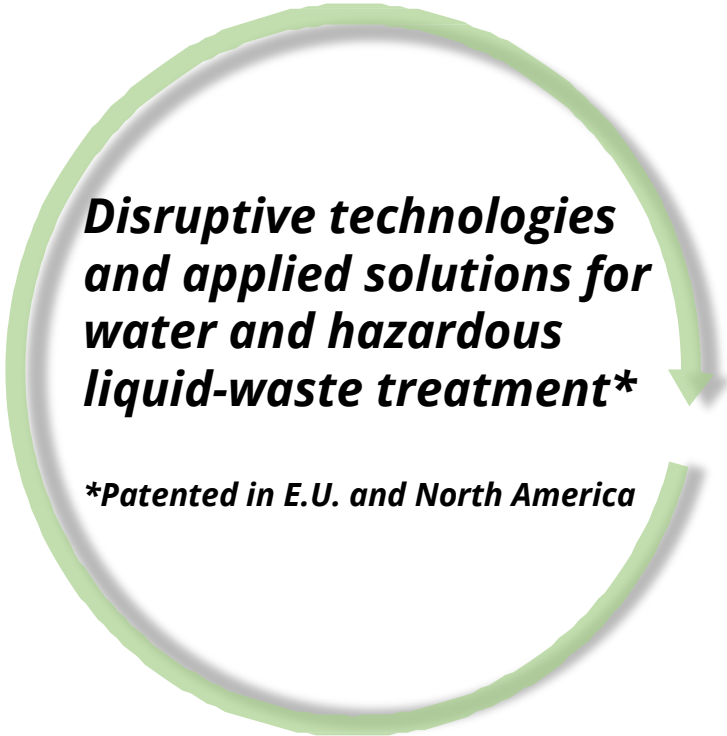 Disruptive technologies
and applied solutions for
water and hazardous
liquid-waste treatment*
*Patented in E.U. and North America